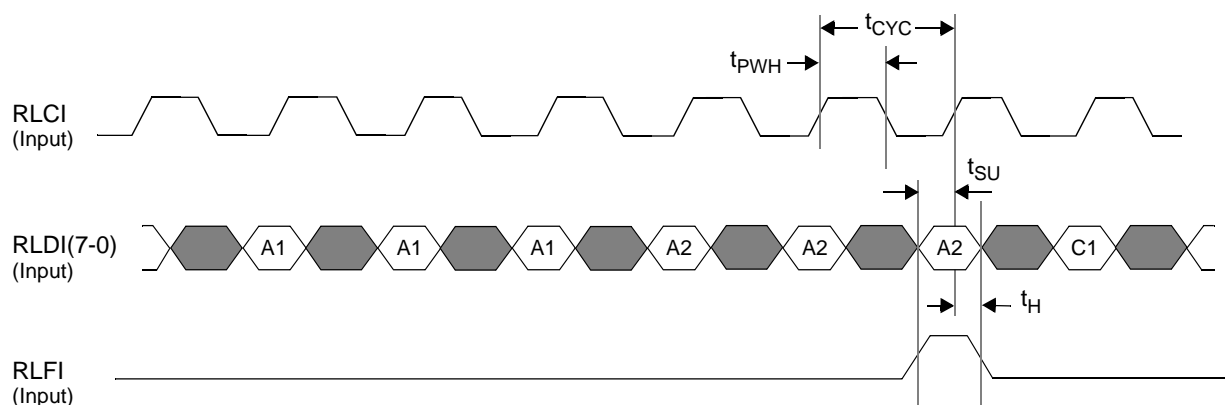 tCYC
tPWH
RLCI
(Input)
tSU
RLDI(7-0)
(Input)
A1 A1 A1 A2 A2 A2 C1
tH
RLFI
(Input)